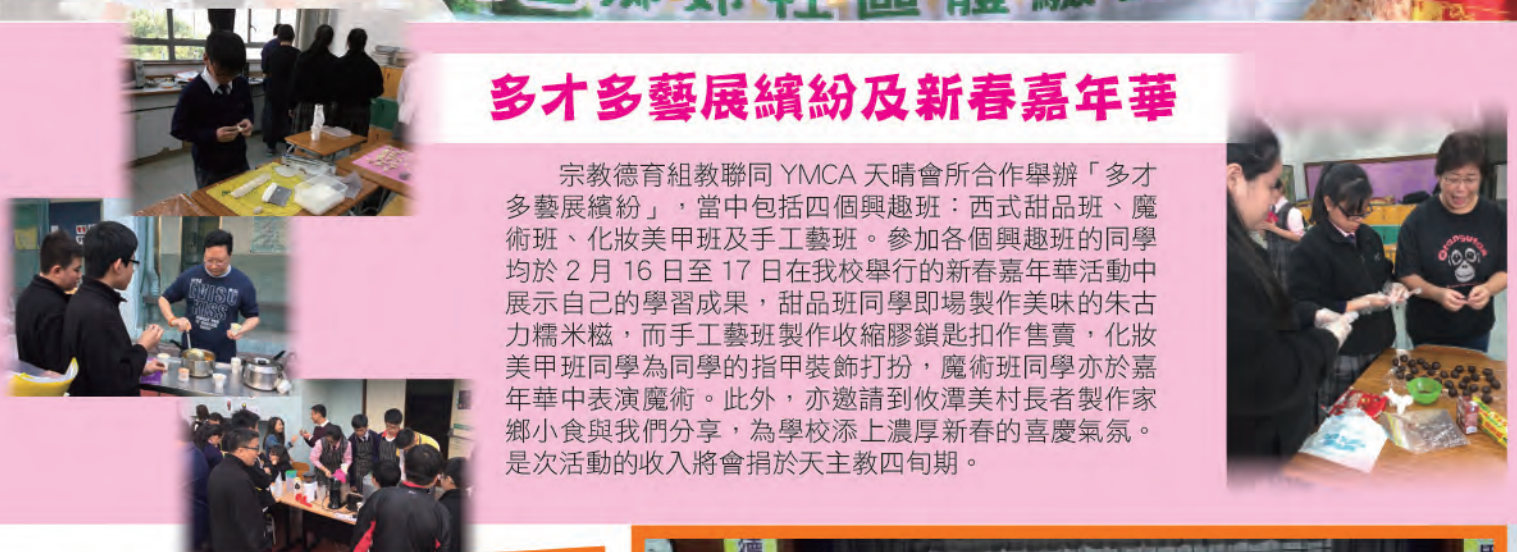 社區體驗
多才多藝展繽紛及新春嘉年華
宗教德育組教聯同 YMCA 天晴會所合作舉辦「多才
多藝展繽紛」，當中包括四個興趣班：西式甜品班、魔
術班、化妝美甲班及手工藝班。參加各個興趣班的同學
均於 2 月 16 日至 17 日在我校舉行的新春嘉年華活動中
展示自己的學習成果，甜品班同學即場製作美味的朱古
力糯米糍，而手工藝班製作收縮膠鎖匙扣作售賣，化妝
美甲班同學為同學的指甲裝飾打扮，魔術班同學亦於嘉
年華中表演魔術。此外，亦邀請到攸潭美村長者製作家
鄉小食與我們分享，為學校添上濃厚新春的喜慶氣氛。
是次活動的收入將會捐於天主教四旬期。
Orangutan
德